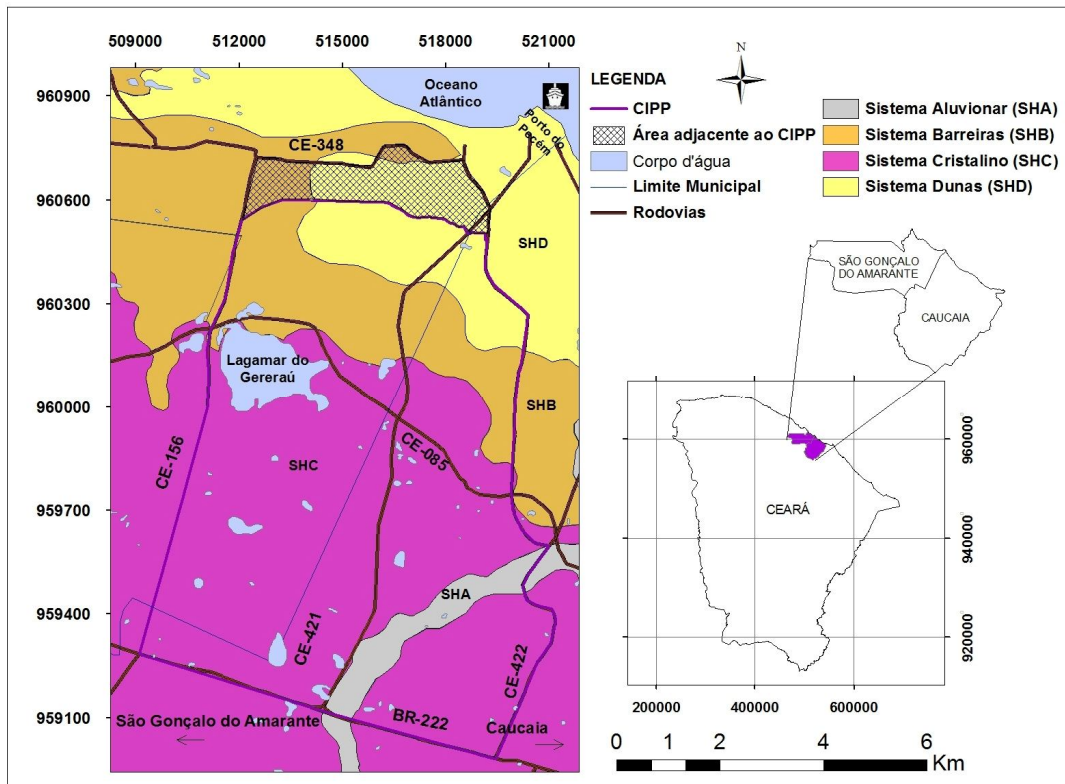 509000 512000 515000 518000 521000
960900
960600
960300
960000
959700
959400
959100
Oceano
Atlântico
Porto do
Pecém
CE-348
SHD
Lagamar do
Gereraú
SHB
CE-156
SHC
CE-085
SHA
CE-421
CE-422
BR-222
São Gonçalo do Amarante
Caucaia
N
LEGENDA
CIPP
Área adjacente ao CIPP
Corpo d'água
Limite Municipal
Rodovias
Sistema Aluvionar (SHA)
Sistema Barreiras (SHB)
Sistema Cristalino (SHC)
Sistema Dunas (SHD)
SÃO GONÇALO
DO AMARANTE
CAUCAIA
CEARÁ
200000 400000 600000
9600000
9400000
9200000
0 1 2 4 6
Km